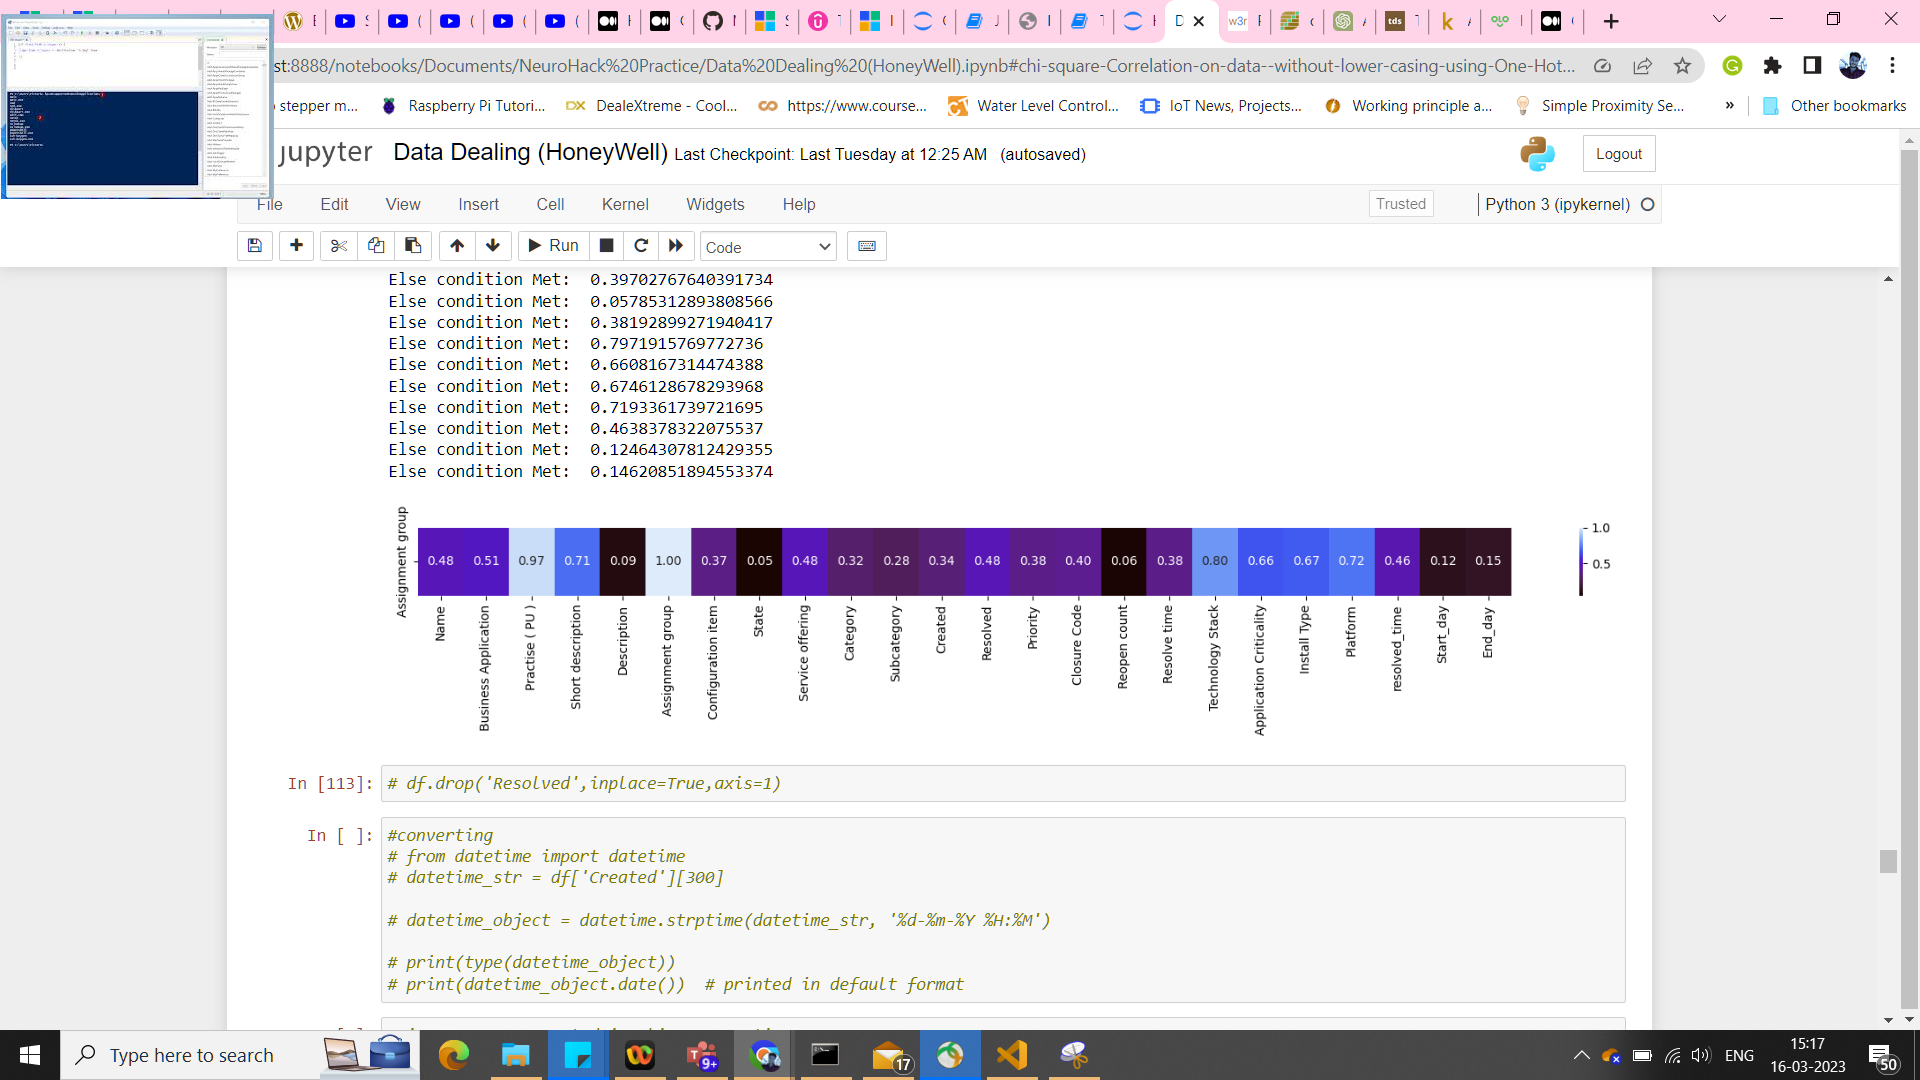 st:8888/notebooks/Documents/NeuroHack%20Practice/Data%20Dealing%20(HoneyWell).ipynb#chi-square-Correlation-on-data--without-lower-casing-using-One-Hot...
stepper m...
Raspberry Pi Tutori...
DX DealeXtreme - Cool...
https://www.course...
Water Level Control...
IoT News, Projects...
Working principle a...
Simple Proximity Se...
»
Other bookmarks
jupyter Data Dealing (HoneyWell) Last Checkpoint: Last Tuesday at 12:25 AM (autosaved)
Logout
File Edit View Insert Cell Kernel Widgets Help
Trusted
Python 3 (ipykernel)
Run
Code
Else condition Met:  0.39702767640391734
Else condition Met:  0.05785312893808566
Else condition Met:  0.38192899271940417
Else condition Met:  0.7971915769772736
Else condition Met:  0.6608167314474388
Else condition Met:  0.6746128678293968
Else condition Met:  0.7193361739721695
Else condition Met:  0.4638378322075537
Else condition Met:  0.12464307812429355
Else condition Met:  0.14620851894553374
Assignment group
0.48 0.51 0.97 0.71 0.09 1.00 0.37 0.05 0.48 0.32 0.28 0.34 0.48 0.38 0.40 0.06 0.38 0.80 0.66 0.67 0.72 0.46 0.12 0.15
1.0
0.5
Name
Business Application
Practise ( PU )
Short description
Description
Assignment group
Configuration item
State
Service offering
Category
Subcategory
Created
Resolved
Priority
Closure Code
Reopen count
Resolve time
Technology Stack
Application Criticality
Install Type
Platform
resolved_time
Start_day
End_day
In [113]: # df.drop('Resolved',inplace=True,axis=1)
In [ ]: #converting
# from datetime import datetime
# datetime_str = df['Created'][300]
# datetime_object = datetime.strptime(datetime_str, '%d-%m-%Y %H:%M')
# print(type(datetime_object))
# print(datetime_object.date())  # printed in default format
Type here to search
9+
17
ENG
15:17
16-03-2023
50